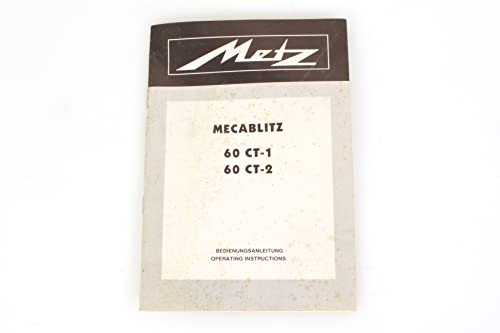 Metz
MECABLITZ
60 CT-1
60 CT-2
BEDIENUNGSANLEITUNG
OPERATING INSTRUCTIONS